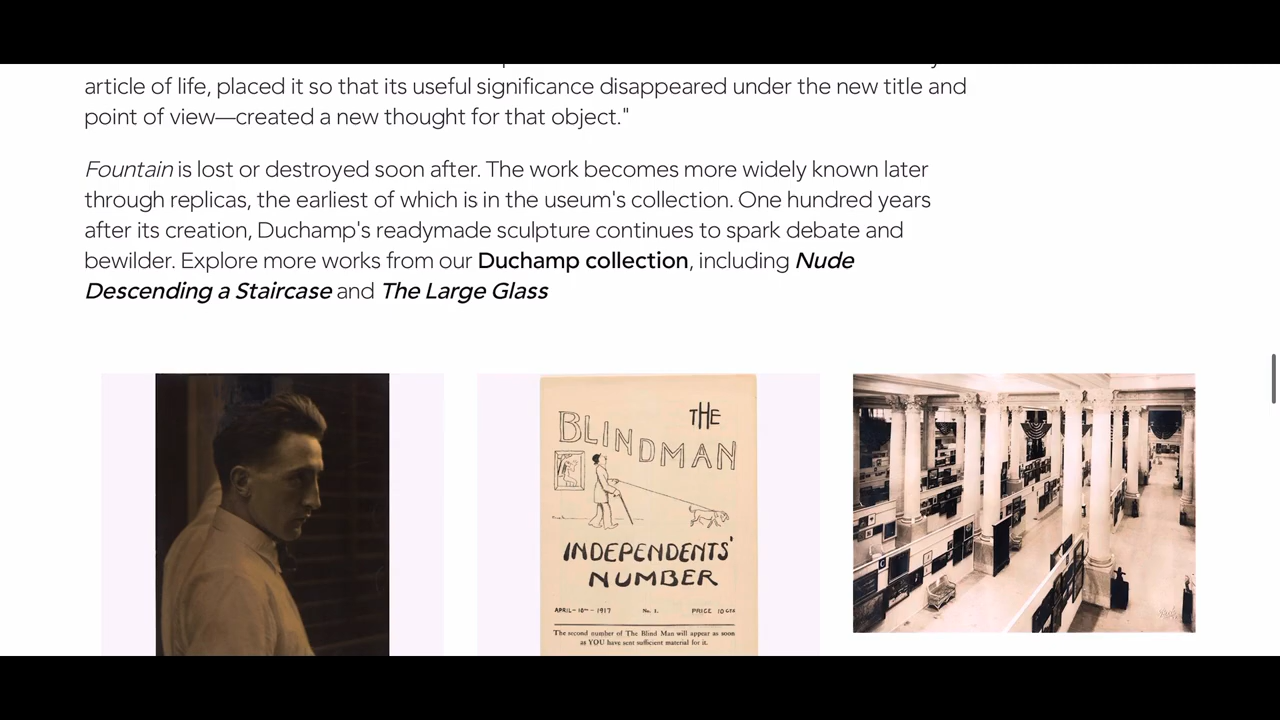 article of life, placed it so that its useful significance disappeared under the new title and
point of view—created a new thought for that object."
Fountain is lost or destroyed soon after. The work becomes more widely known later
through replicas, the earliest of which is in the useum's collection. One hundred years
after its creation, Duchamp's readymade sculpture continues to spark debate and
bewilder. Explore more works from our Duchamp collection, including Nude
Descending a Staircase and The Large Glass
THE
BLINDMAN
INDEPENDENTS'
NUMBER
APRIL-10TH-1917 No. 1. PRICE 10 CTS
The second number of The Blind Man will appear as soon
as YOU have sent sufficient material for it.